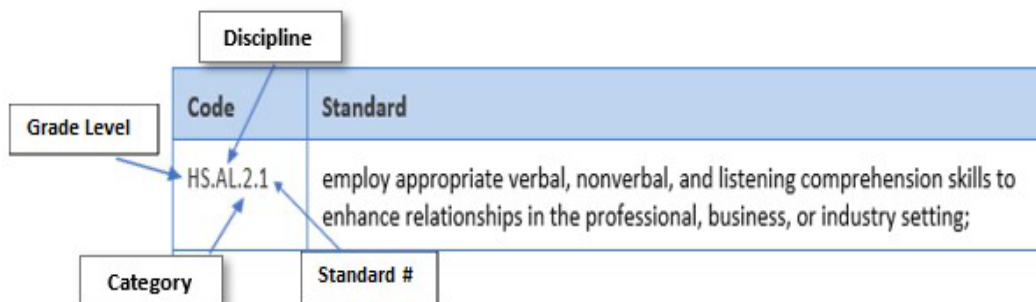 Discipline
Code Standard
Grade Level
HS.AL.2.1 employ appropriate verbal, nonverbal, and listening comprehension skills to
enhance relationships in the professional, business, or industry setting;
Category
Standard #